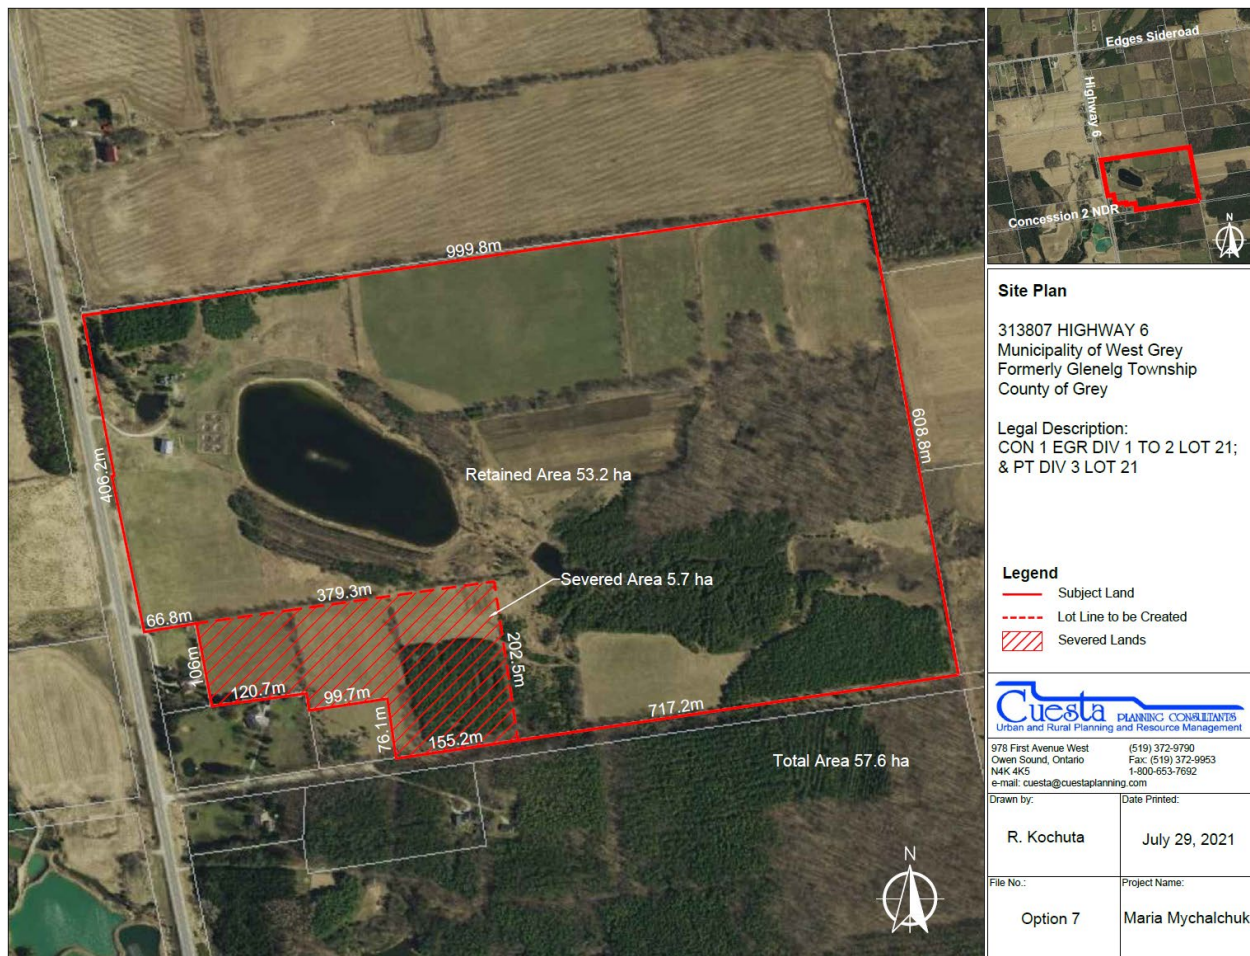 999.8m
406.2m
608.8m
Retained Area 53.2 ha
Severed Area 5.7 ha
379.3m
66.8m
106m
202.5m
120.7m
99.7m
76.1m
155.2m
717.2m
Total Area 57.6 ha
N
Edges Sideroad
Highway 6
Concession 2 NDR
N
Site Plan
313807 HIGHWAY 6
Municipality of West Grey
Formerly Glenelg Township
County of Grey
Legal Description:
CON 1 EGR DIV 1 TO 2 LOT 21;
& PT DIV 3 LOT 21
Legend
Subject Land
Lot Line to be Created
Severed Lands
Cuesta PLANNING CONSULTANTS
Urban and Rural Planning and Resource Management
978 First Avenue West
Owen Sound, Ontario
N4K 4K5
e-mail: cuesta@cuestaplanning.com
(519) 372-9790
Fax: (519) 372-9953
1-800-653-7692
Drawn by:
R. Kochuta
Date Printed:
July 29, 2021
File No.:
Option 7
Project Name:
Maria Mychalchuk